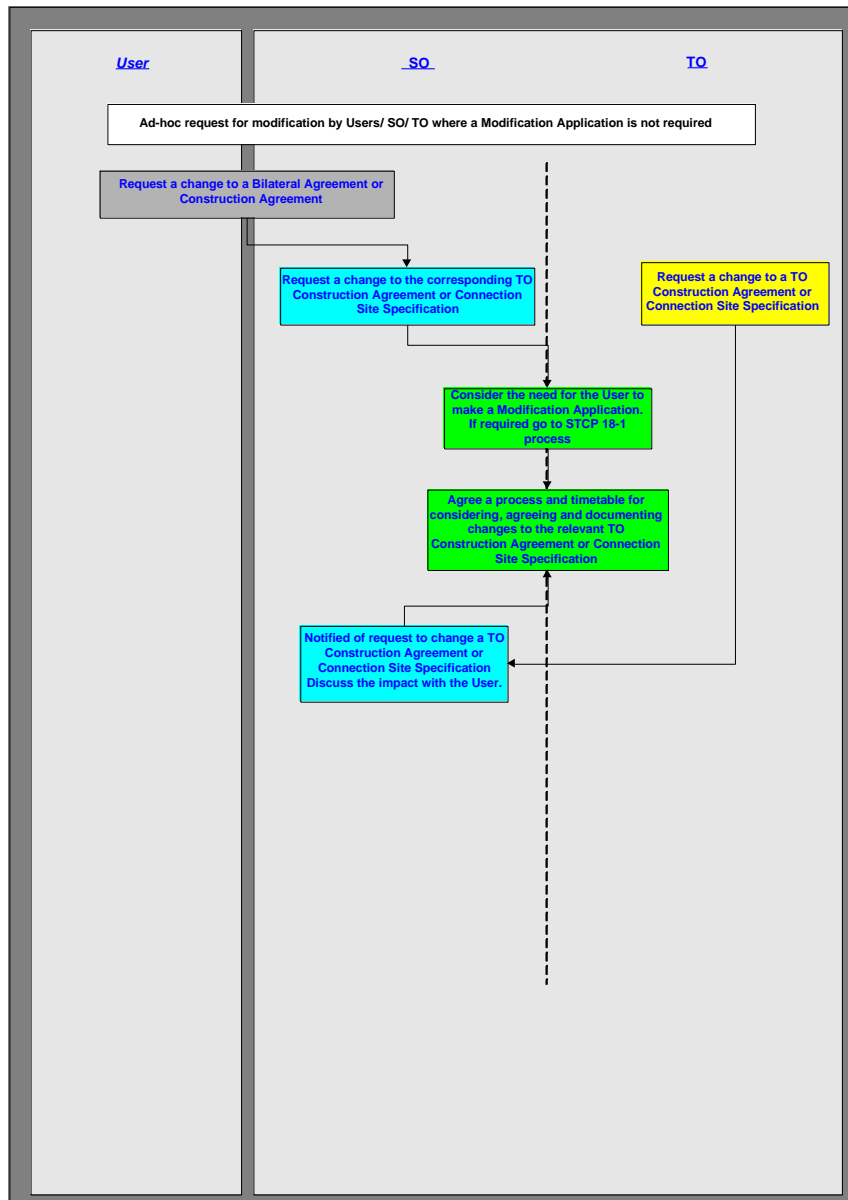 User
SO
TO
Ad-hoc request for modification by Users/ SO/ TO where a Modification Application is not required
Request a change to a Bilateral Agreement or
Construction Agreement
Request a change to the corresponding TO
Construction Agreement or Connection
Site Specification
Request a change to a TO
Construction Agreement or
Connection Site Specification
Consider the need for the User to
make a Modification Application.
If required go to STCP 18-1
process
Agree a process and timetable for
considering, agreeing and documenting
changes to the relevant TO
Construction Agreement or Connection
Site Specification
Notified of request to change a TO
Construction Agreement or
Connection Site Specification
Discuss the impact with the User.